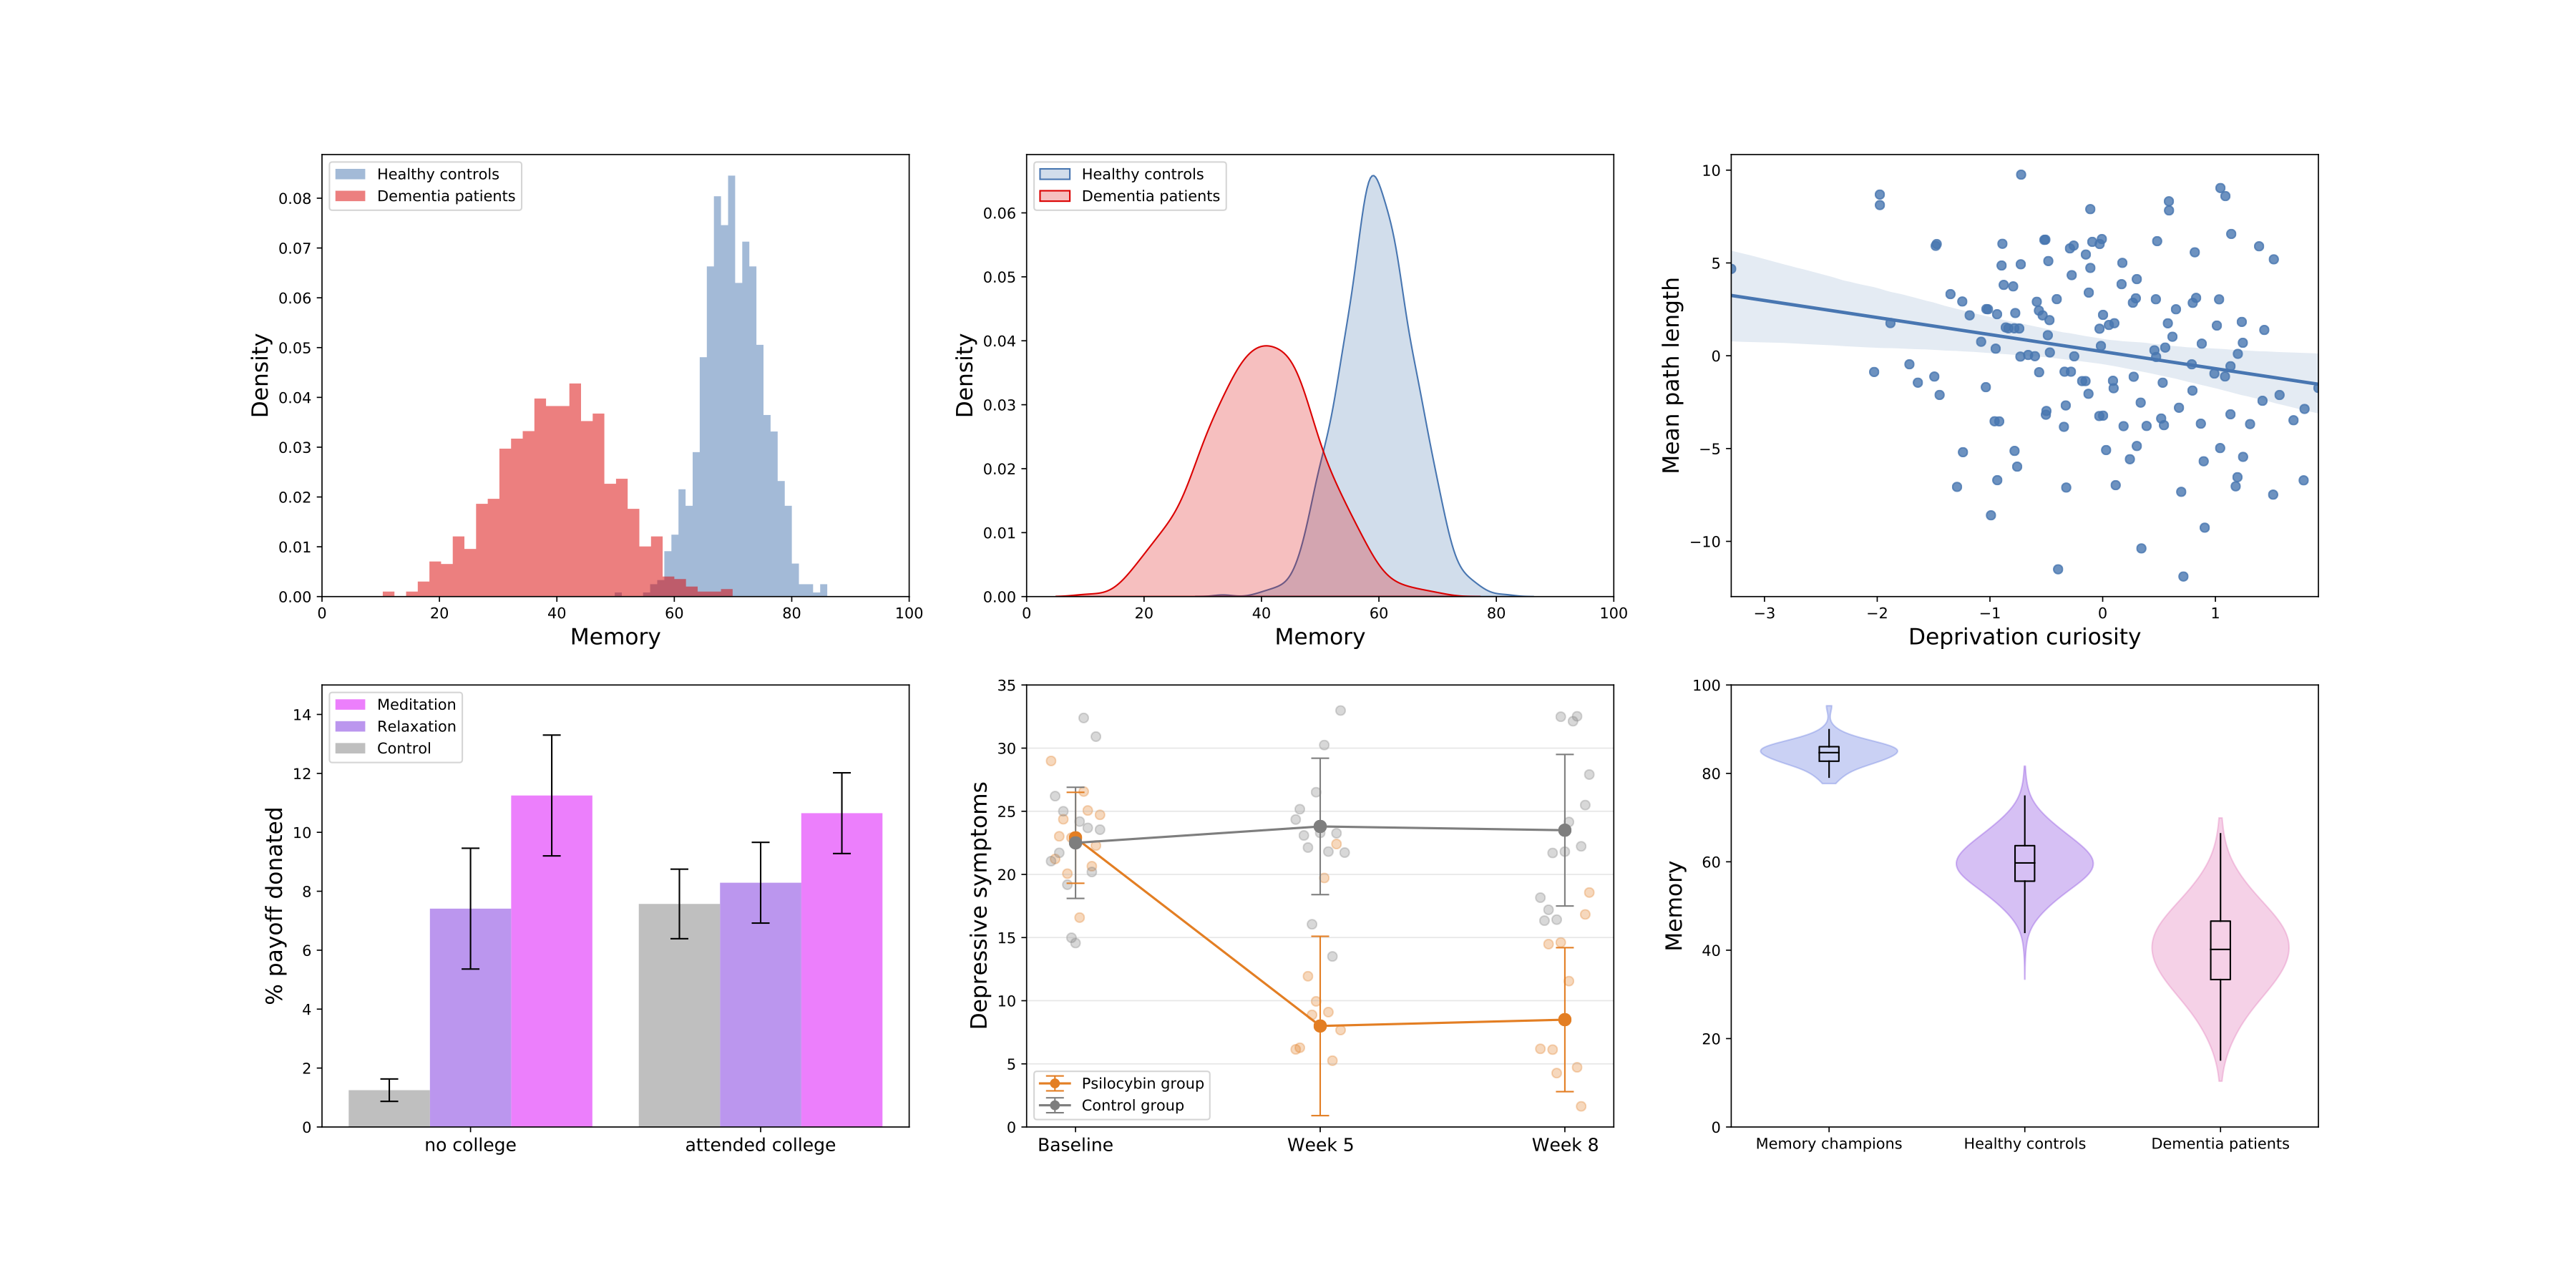 Healthy controls
Dementia patients
0.08
0.07
0.06
0.05
0.04
0.03
0.02
0.01
0.00
Density
0 20 40 60 80 100
Memory
Healthy controls
Dementia patients
0.06
0.05
0.04
0.03
0.02
0.01
0.00
Density
0 20 40 60 80 100
Memory
10
5
0
−5
−10
Mean path length
−3 −2 −1 0 1
Deprivation curiosity
Meditation
Relaxation
Control
14
12
10
8
6
4
2
0
% payoff donated
no college attended college
35
30
25
20
15
10
5
0
Depressive symptoms
Psilocybin group
Control group
Baseline Week 5 Week 8
100
80
60
40
20
0
Memory
Memory champions Healthy controls Dementia patients